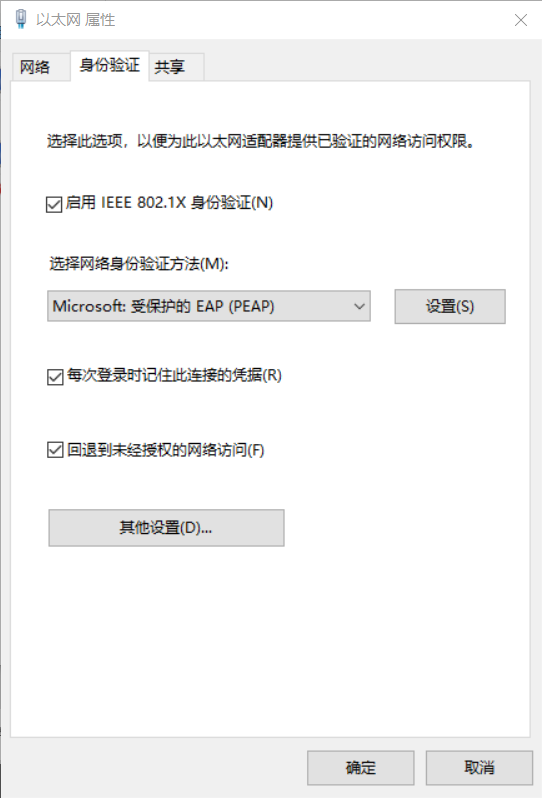 以太网 属性
网络 身份验证 共享
选择此选项，以便为此以太网适配器提供已验证的网络访问权限。
启用 IEEE 802.1X 身份验证(N)
选择网络身份验证方法(M):
Microsoft: 受保护的 EAP (PEAP) 设置(S)
每次登录时记住此连接的凭据(R)
回退到未经授权的网络访问(F)
其他设置(D)...
确定 取消